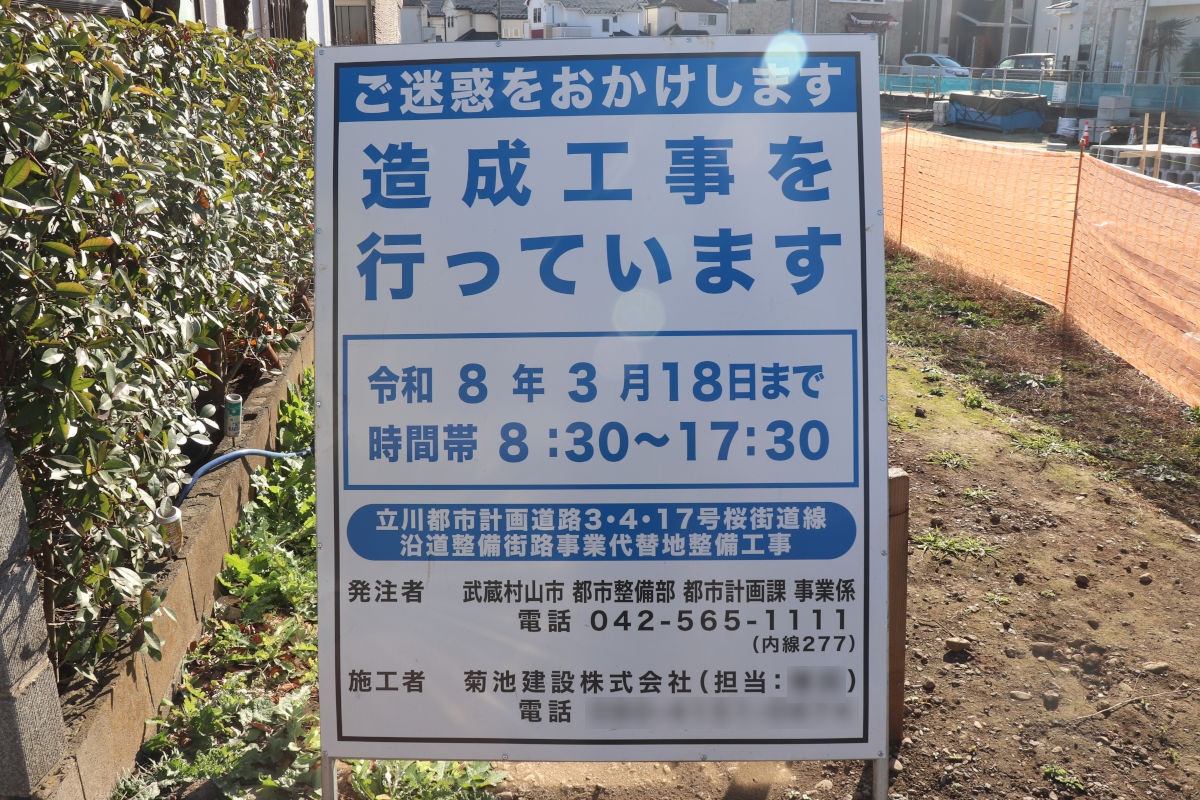 ご迷惑をおかけします
造成工事を
行っています
令和 8 年 3 月 18日まで
時間帯 8:30～17:30
立川都市計画道路3・4・17号桜街道線
沿道整備街路事業代替地整備工事
発注者 武蔵村山市 都市整備部 都市計画課 事業係
電話 042-565-1111
(内線277)
施工者 菊池建設株式会社(担当: )
電話